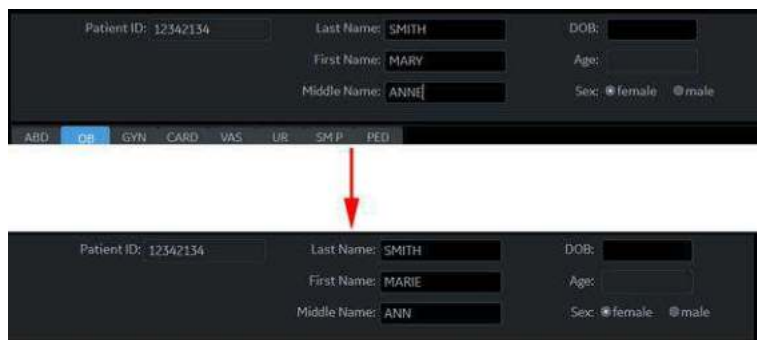 Patient ID: 12342134 Last Name: SMITH DOB:
First Name: MARY Age:
Middle Name: ANNE Sex: female male
ABD OB GYN CARD VAS UR SM P PED
Patient ID: 12342134 Last Name: SMITH DOB:
First Name: MARIE Age:
Middle Name: ANN Sex: female male